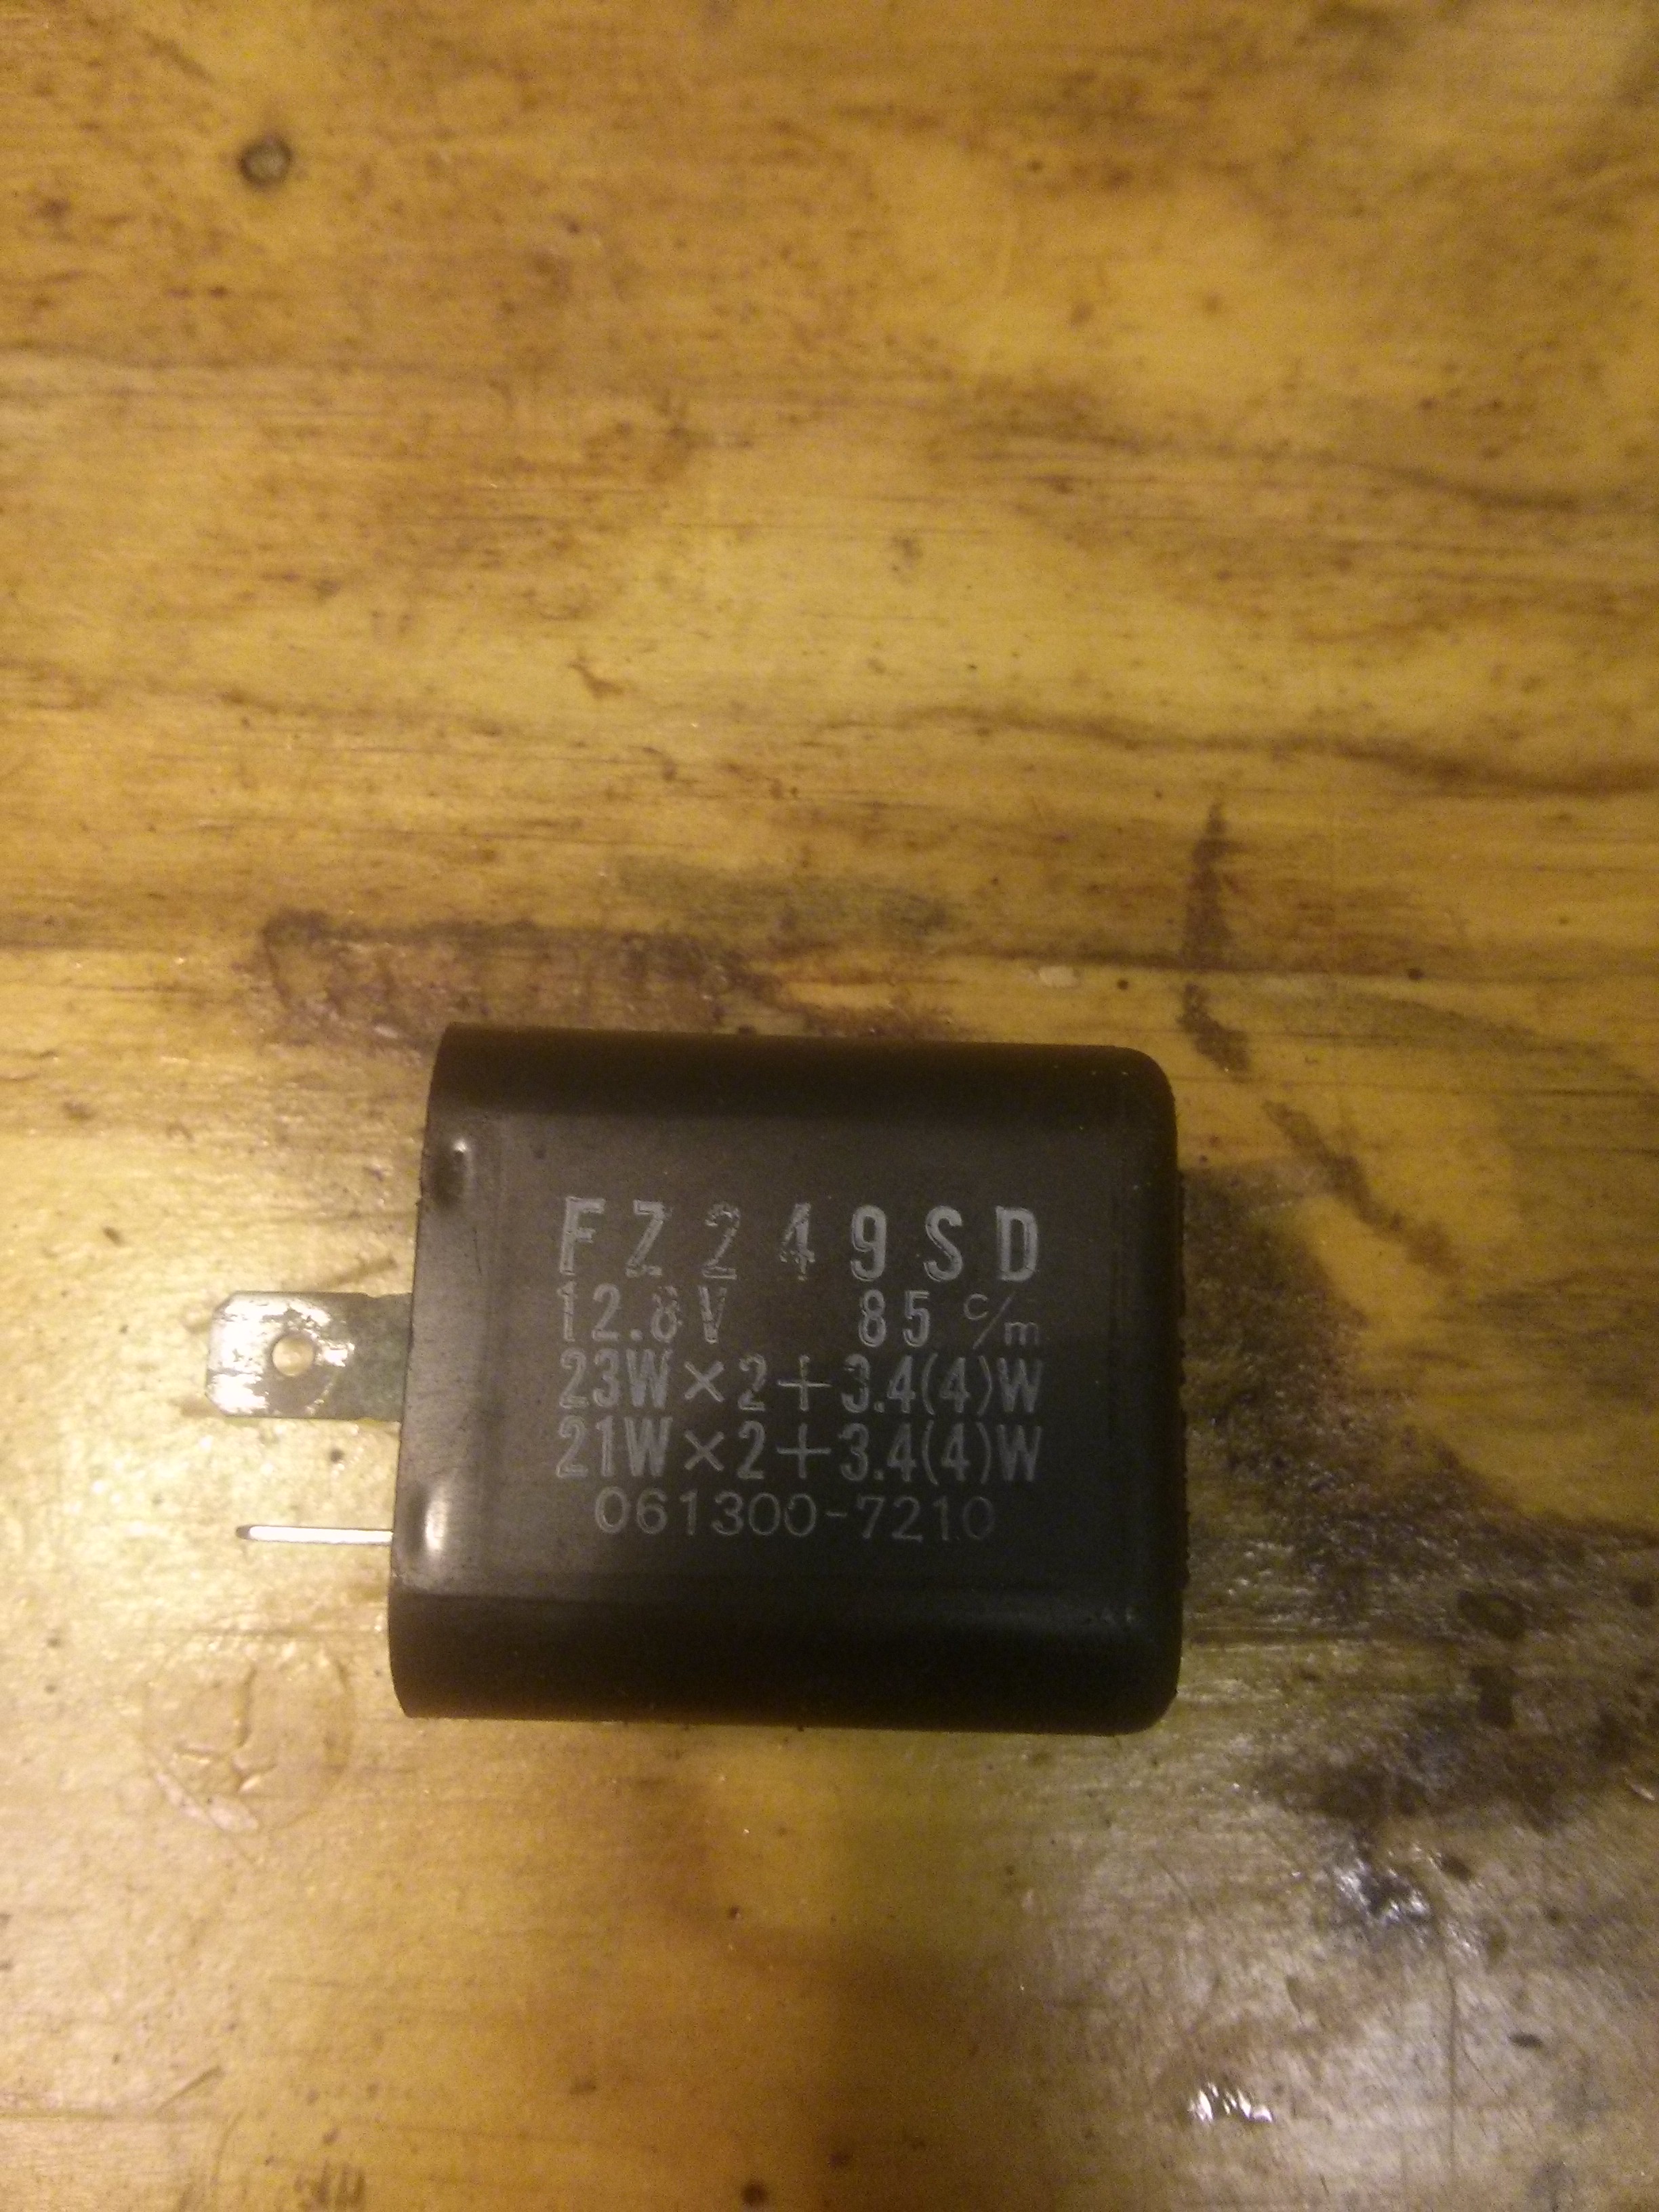 FZ249SD
12.8V 85 c/m
23W×2+3.4(4)W
21W×2+3.4(4)W
061300-7210